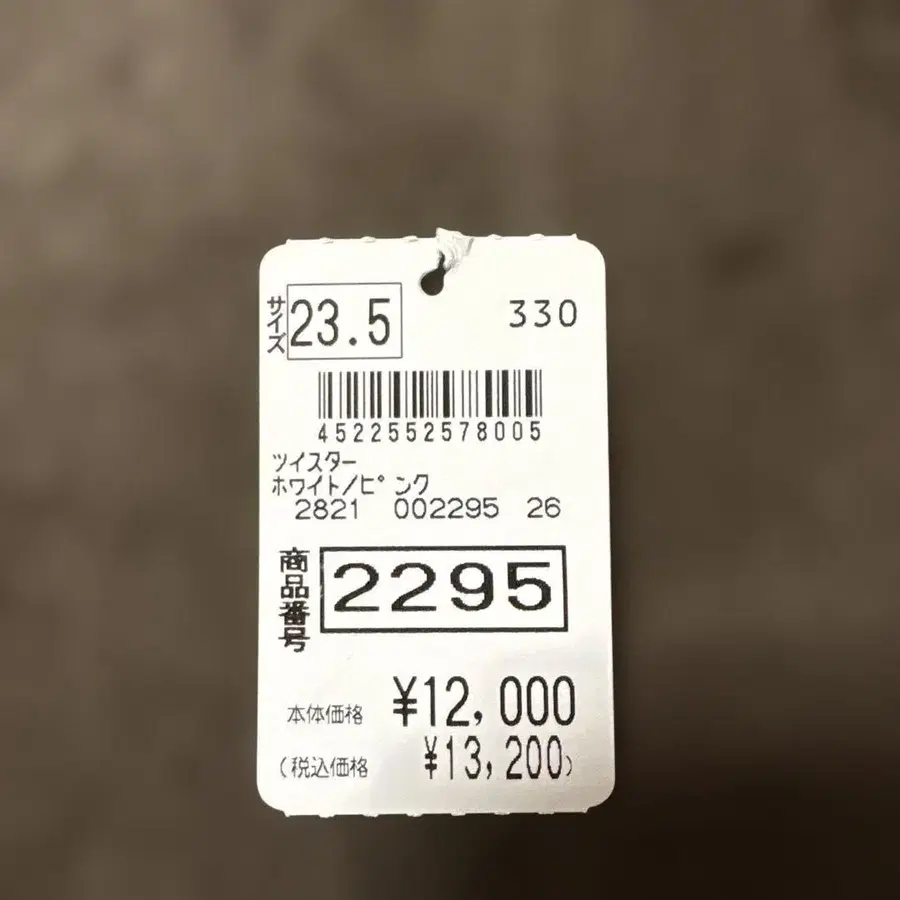 サイズ 23.5 330
4522552578005
ツイスター
ホワイト/ピンク
2821 002295 26
商品番号 2295
本体価格 ¥12,000
(税込価格 ¥13,200)